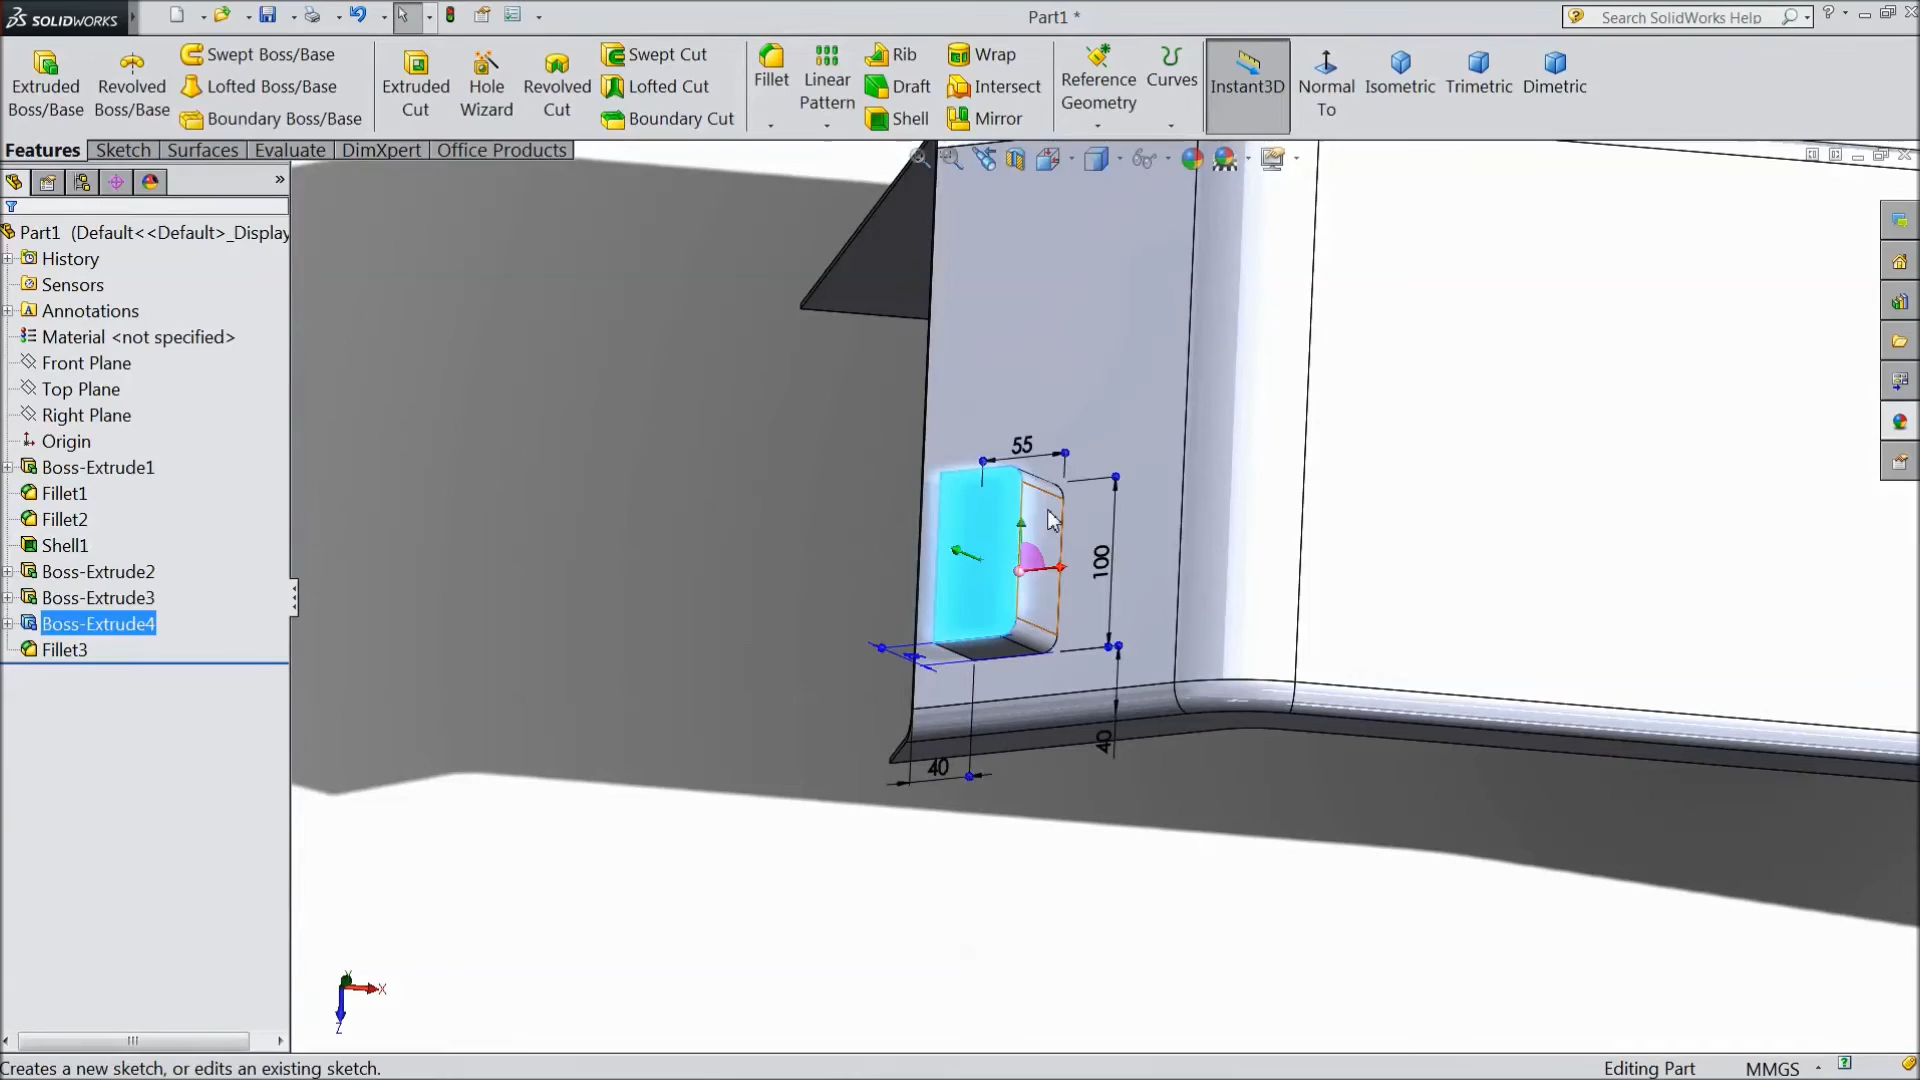 SOLIDWORKS
Part1 *
Search SolidWorks Help
Extruded Boss/Base
Revolved Boss/Base
Swept Boss/Base
Lofted Boss/Base
Boundary Boss/Base
Extruded Cut
Hole Wizard
Revolved Cut
Swept Cut
Lofted Cut
Boundary Cut
Fillet
Linear Pattern
Rib
Draft
Shell
Wrap
Intersect
Mirror
Reference Geometry
Curves
Instant3D
Normal To
Isometric
Trimetric
Dimetric
Features
Sketch
Surfaces
Evaluate
DimXpert
Office Products
Part1 (Default<<Default>_Display
History
Sensors
Annotations
Material <not specified>
Front Plane
Top Plane
Right Plane
Origin
Boss-Extrude1
Fillet1
Fillet2
Shell1
Boss-Extrude2
Boss-Extrude3
Boss-Extrude4
Fillet3
55
100
40
40
Y
X
Z
Creates a new sketch, or edits an existing sketch.
Editing Part
MMGS